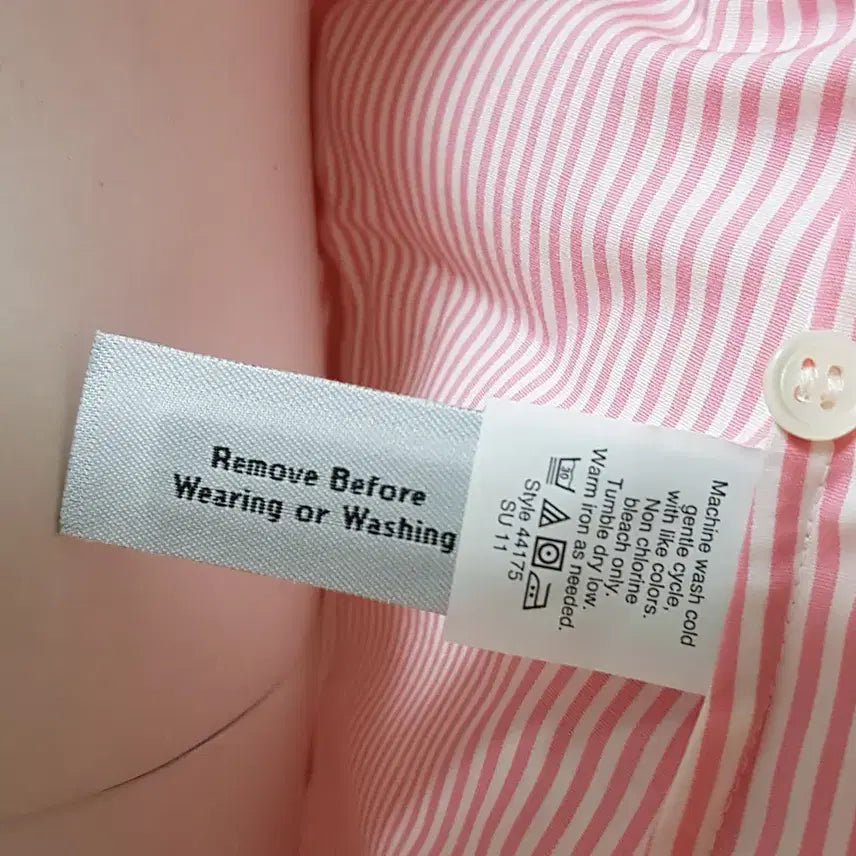 Remove Before
Wearing or Washing
Machine wash cold
gentle cycle,
with like colors.
Non chlorine
bleach only.
Tumble dry low.
Warm iron as needed.
30
Style 44175
SU 11